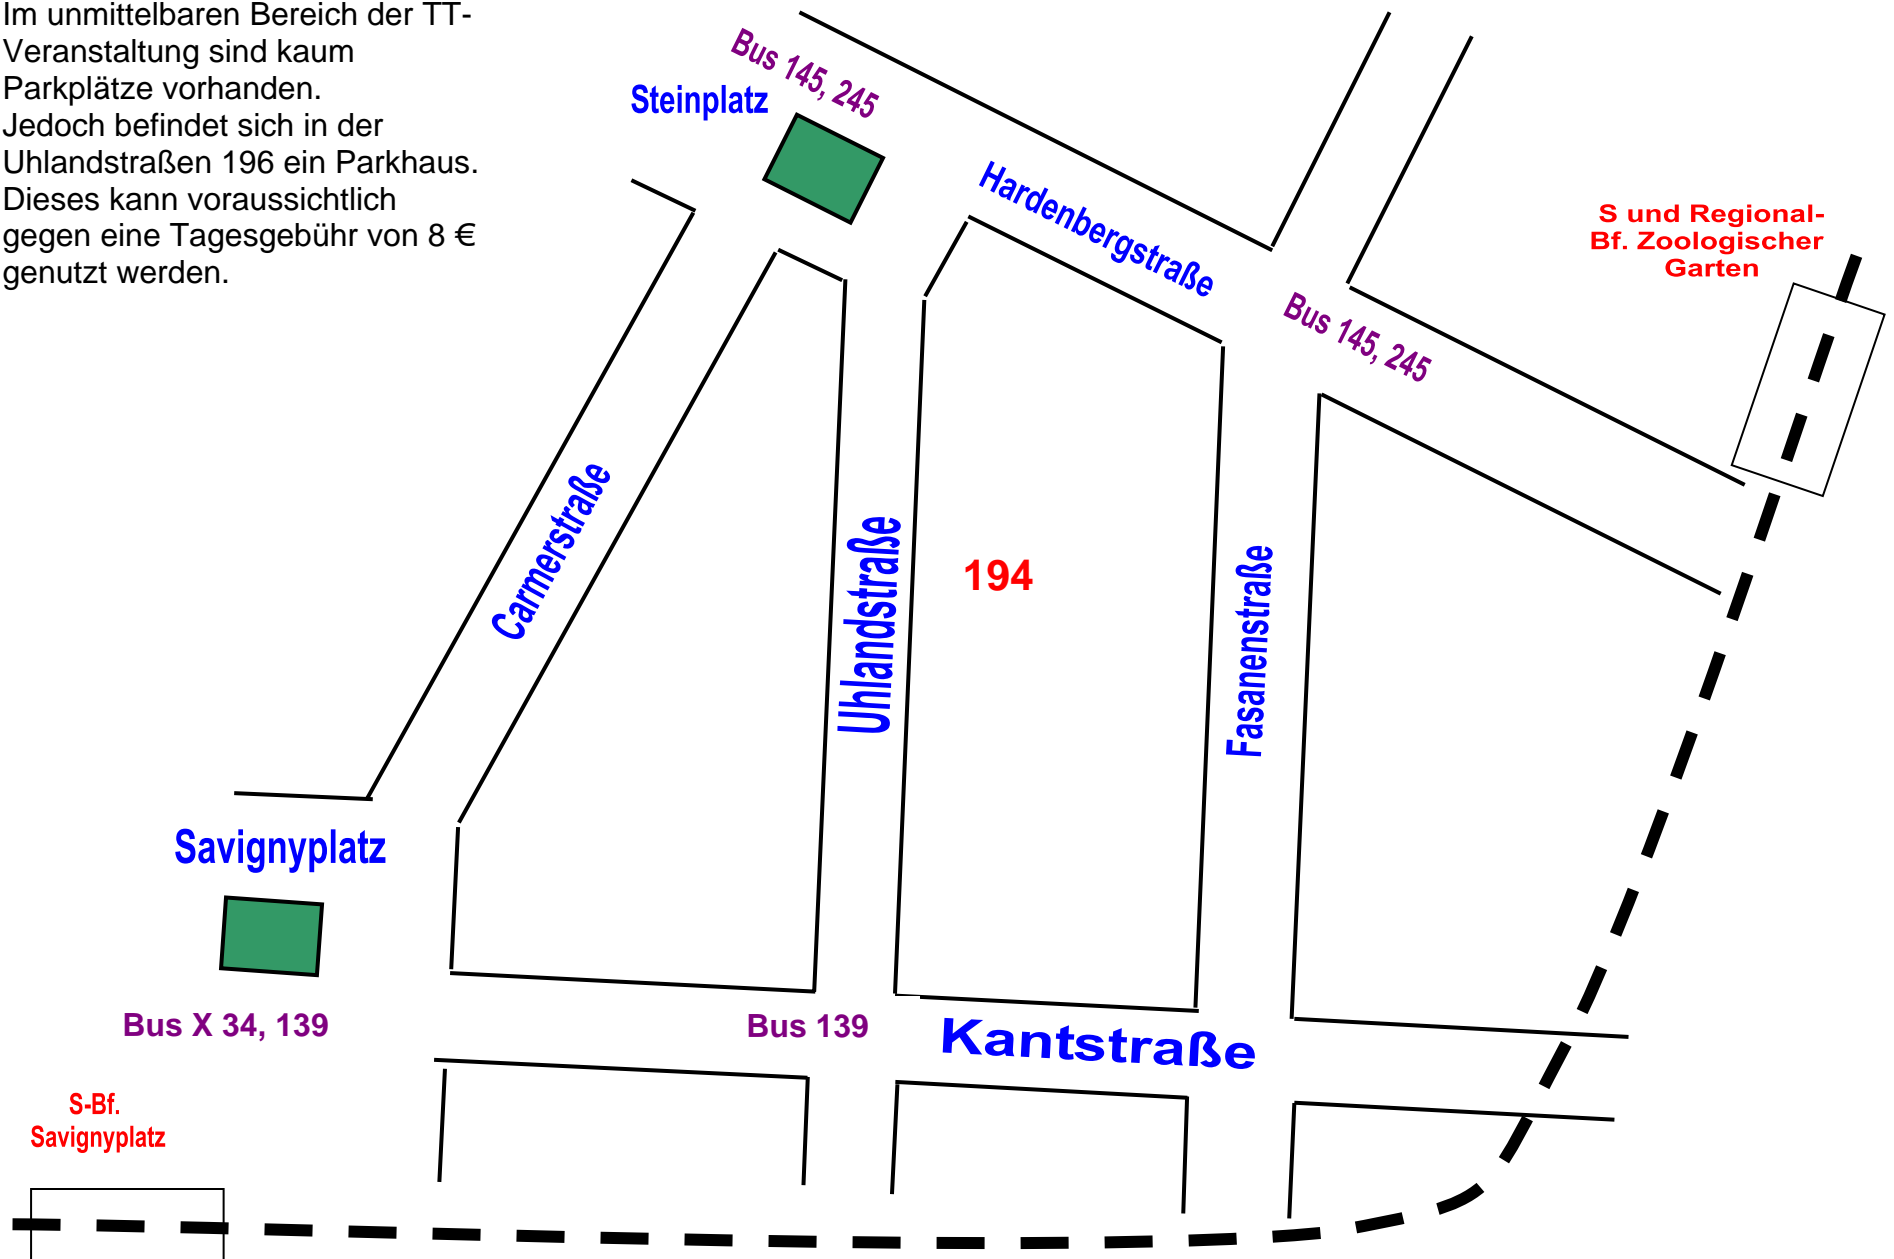 Im unmittelbaren Bereich der TT-
Veranstaltung sind kaum
Parkplätze vorhanden.
Jedoch befindet sich in der
Uhlandstraßen 196 ein Parkhaus.
Dieses kann voraussichtlich
gegen eine Tagesgebühr von 8 €
genutzt werden.
Bus 145, 245
Steinplatz
Hardenbergstraße
S und Regional-
Bf. Zoologischer
Garten
Bus 145, 245
Carmerstraße
Uhlandstraße
194
Fasanenstraße
Savignyplatz
Bus X 34, 139
Bus 139
Kantstraße
S-Bf.
Savignyplatz